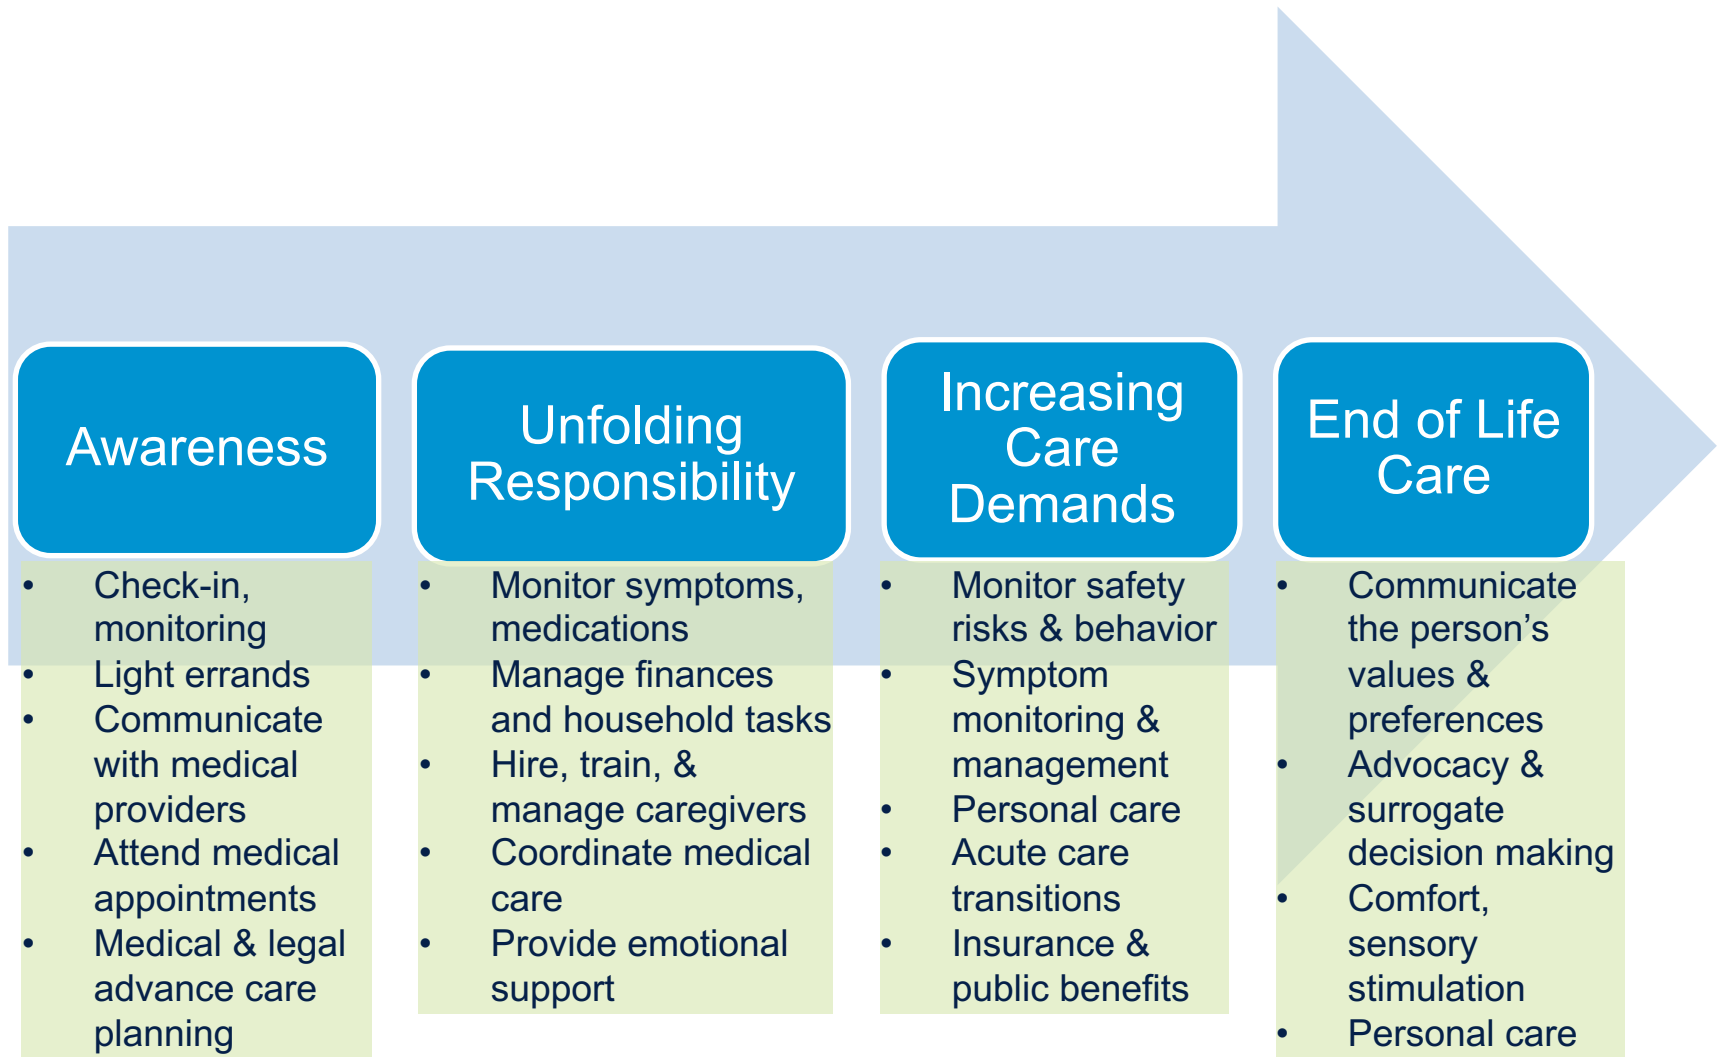 Awareness
• Check-in,
monitoring
• Light errands
• Communicate
with medical
providers
• Attend medical
appointments
• Medical & legal
advance care
planning
Unfolding
Responsibility
• Monitor symptoms,
medications
• Manage finances
and household tasks
• Hire, train, &
manage caregivers
• Coordinate medical
care
• Provide emotional
support
Increasing
Care
Demands
• Monitor safety
risks & behavior
• Symptom
monitoring &
management
• Personal care
• Acute care
transitions
• Insurance &
public benefits
End of Life
Care
• Communicate
the person’s
values &
preferences
• Advocacy &
surrogate
decision making
• Comfort,
sensory
stimulation
• Personal care